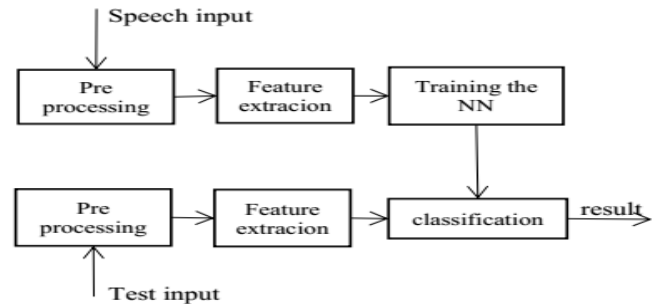 Speech input
Pre
processing
Feature
extracion
Training the
NN
Pre
processing
Feature
extracion
classification
result
Test input